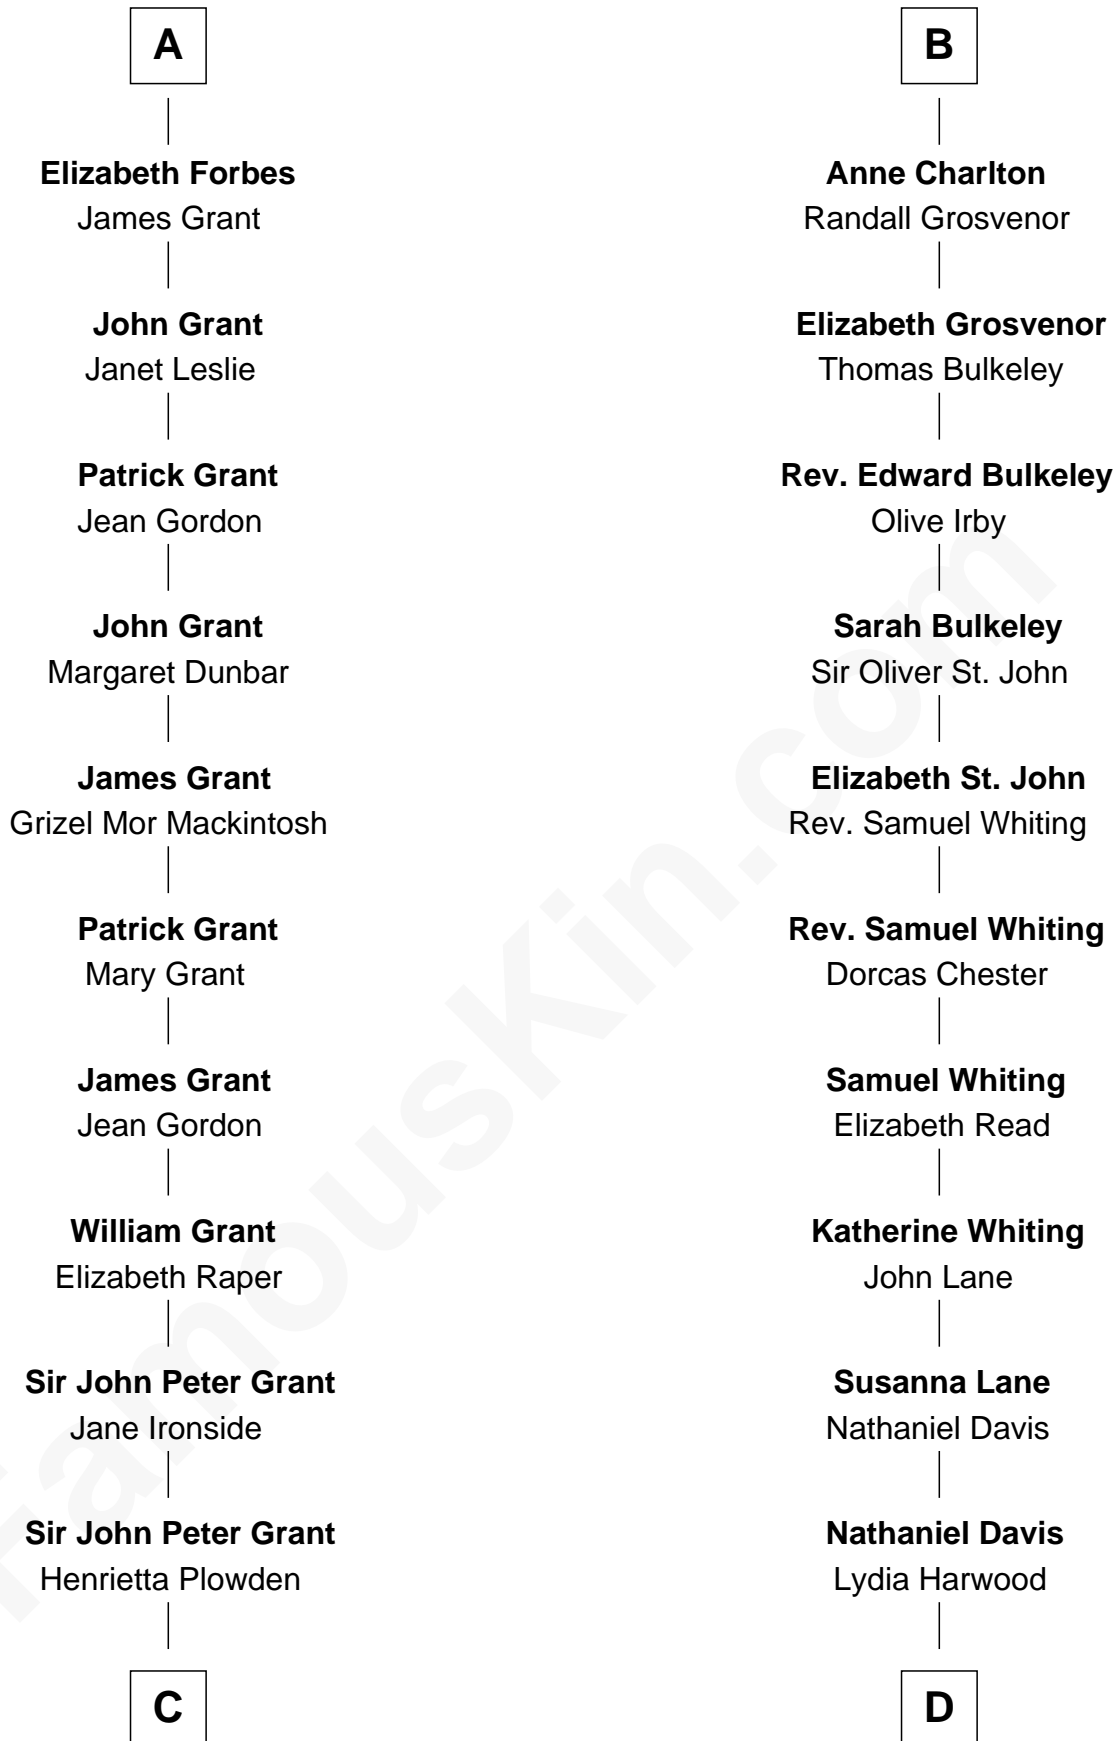 A
Elizabeth Forbes
James Grant
John Grant
Janet Leslie
Patrick Grant
Jean Gordon
John Grant
Margaret Dunbar
James Grant
Grizel Mor Mackintosh
Patrick Grant
Mary Grant
James Grant
Jean Gordon
William Grant
Elizabeth Raper
Sir John Peter Grant
Jane Ironside
Sir John Peter Grant
Henrietta Plowden
C
B
Anne Charlton
Randall Grosvenor
Elizabeth Grosvenor
Thomas Bulkeley
Rev. Edward Bulkeley
Olive Irby
Sarah Bulkeley
Sir Oliver St. John
Elizabeth St. John
Rev. Samuel Whiting
Rev. Samuel Whiting
Dorcas Chester
Samuel Whiting
Elizabeth Read
Katherine Whiting
John Lane
Susanna Lane
Nathaniel Davis
Nathaniel Davis
Lydia Harwood
D
FamousKin.com